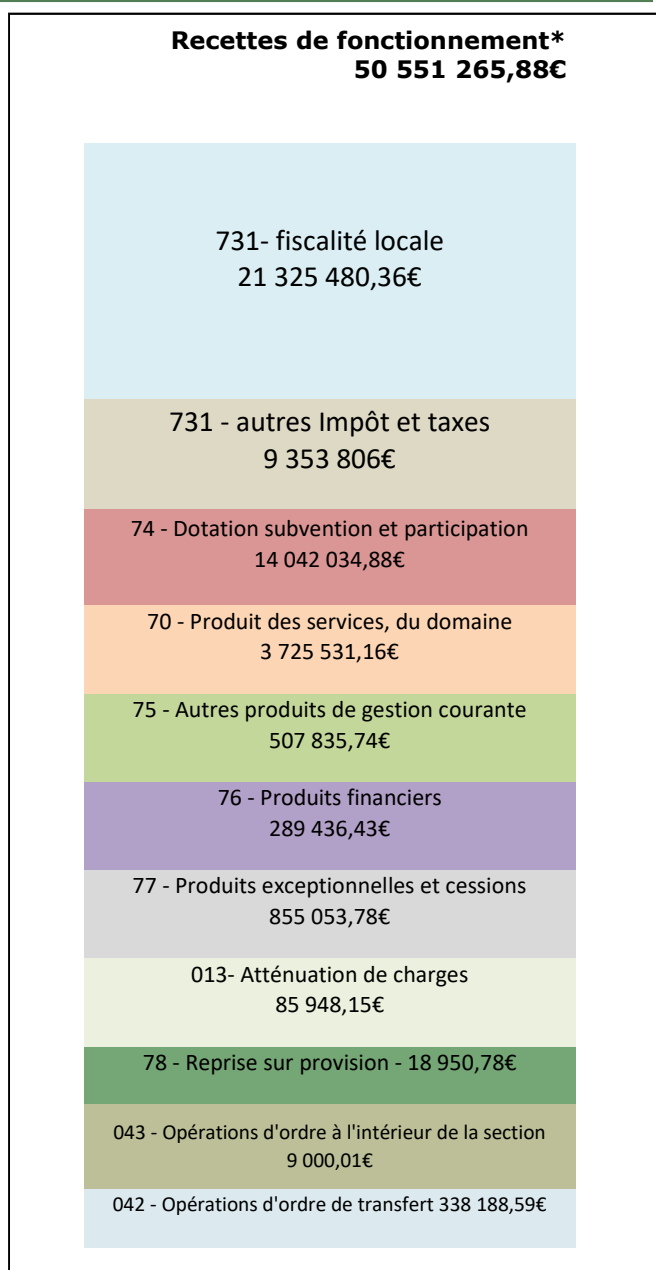 Recettes de fonctionnement*
50 551 265,88€
731- fiscalité locale
21 325 480,36€
731 - autres Impôt et taxes
9 353 806€
74 - Dotation subvention et participation
14 042 034,88€
70 - Produit des services, du domaine
3 725 531,16€
75 - Autres produits de gestion courante
507 835,74€
76 - Produits financiers
289 436,43€
77 - Produits exceptionnelles et cessions
855 053,78€
013- Atténuation de charges
85 948,15€
78 - Reprise sur provision - 18 950,78€
043 - Opérations d'ordre à l'intérieur de la section
9 000,01€
042 - Opérations d'ordre de transfert 338 188,59€